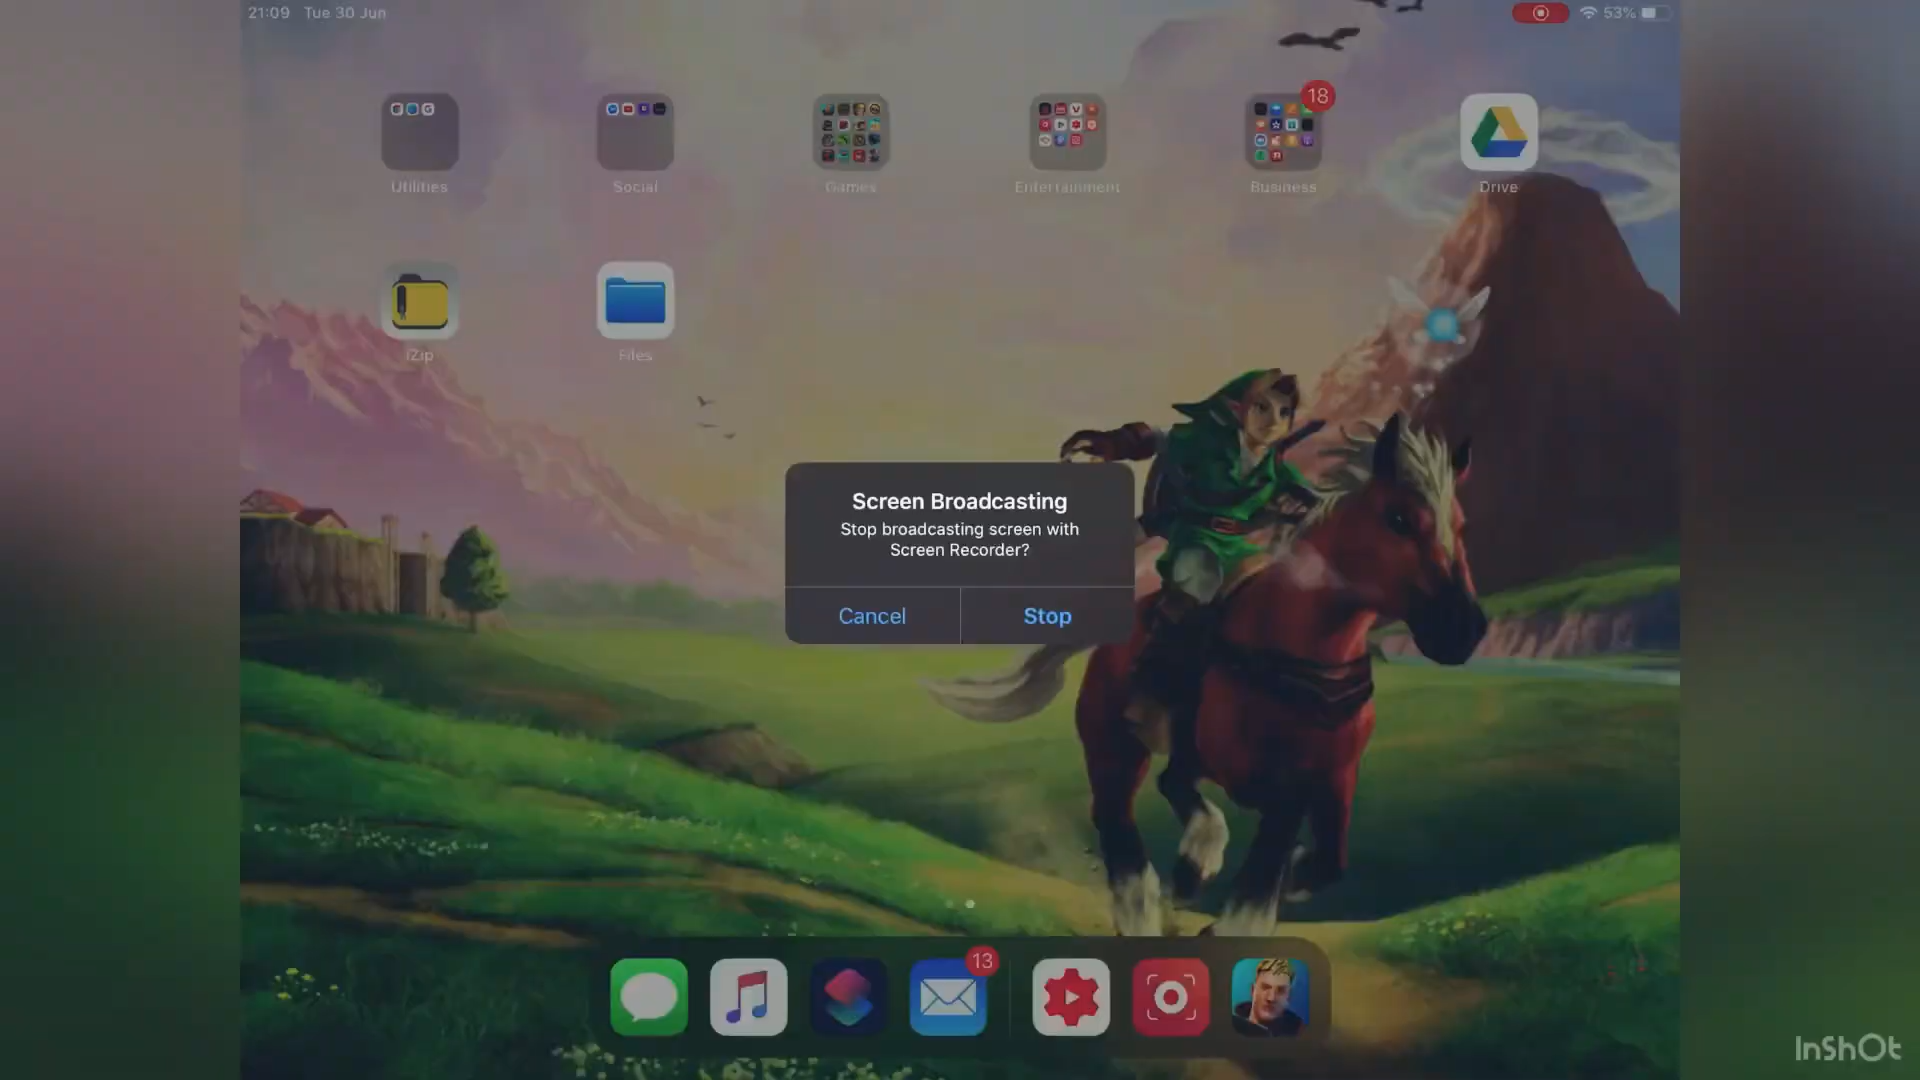 21:09 Tue 30 Jun
53%
18
Utilities
Social
Games
Entertainment
Business
Drive
iZip
Files
Screen Broadcasting
Stop broadcasting screen with
Screen Recorder?
Cancel
Stop
13
InShOt